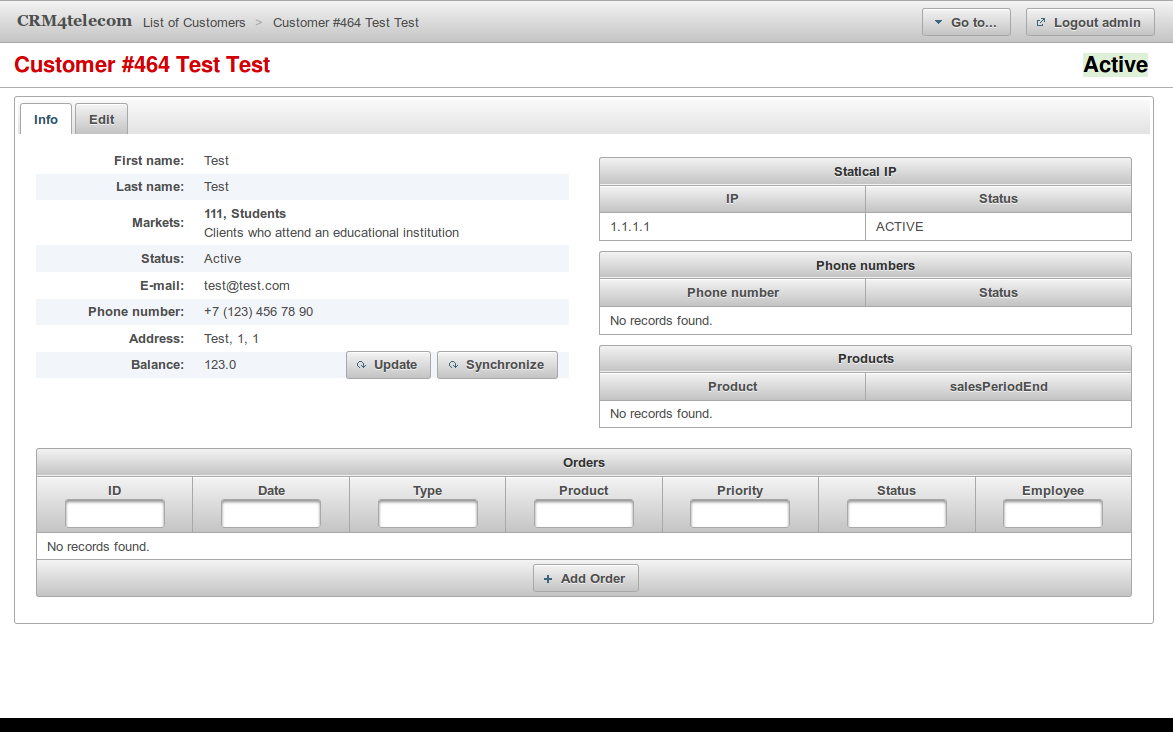 CRM4telecom List of Customers > Customer #464 Test Test Go to... Logout admin
Customer #464 Test Test Active
Info Edit
First name: Test
Last name: Test
Markets: 111, Students
Clients who attend an educational institution
Status: Active
E-mail: test@test.com
Phone number: +7 (123) 456 78 90
Address: Test, 1, 1
Balance: 123.0 Update Synchronize
Statical IP
IP Status
1.1.1.1 ACTIVE
Phone numbers
Phone number Status
No records found.
Products
Product salesPeriodEnd
No records found.
Orders
ID Date Type Product Priority Status Employee
No records found.
+ Add Order